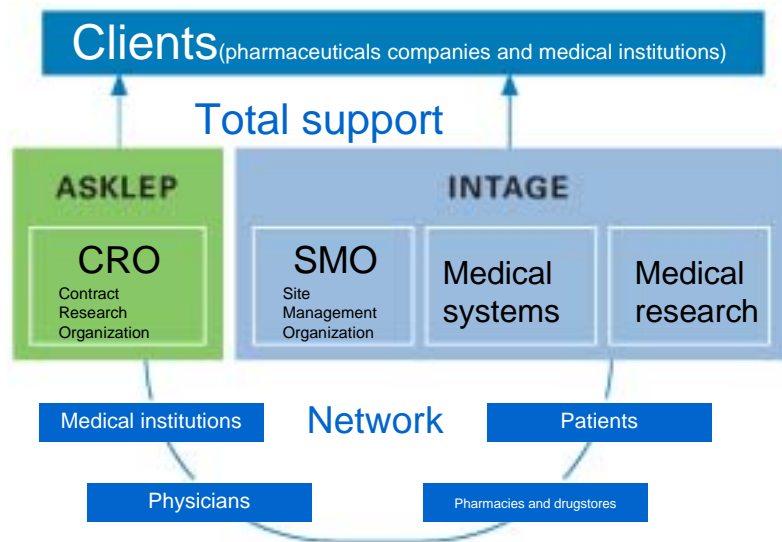 Clients(pharmaceuticals companies and medical institutions)
Total support
ASKLEP
INTAGE
CRO
Contract
Research
Organization
SMO
Site
Management
Organization
Medical
systems
Medical
research
Medical institutions
Network
Patients
Physicians
Pharmacies and drugstores